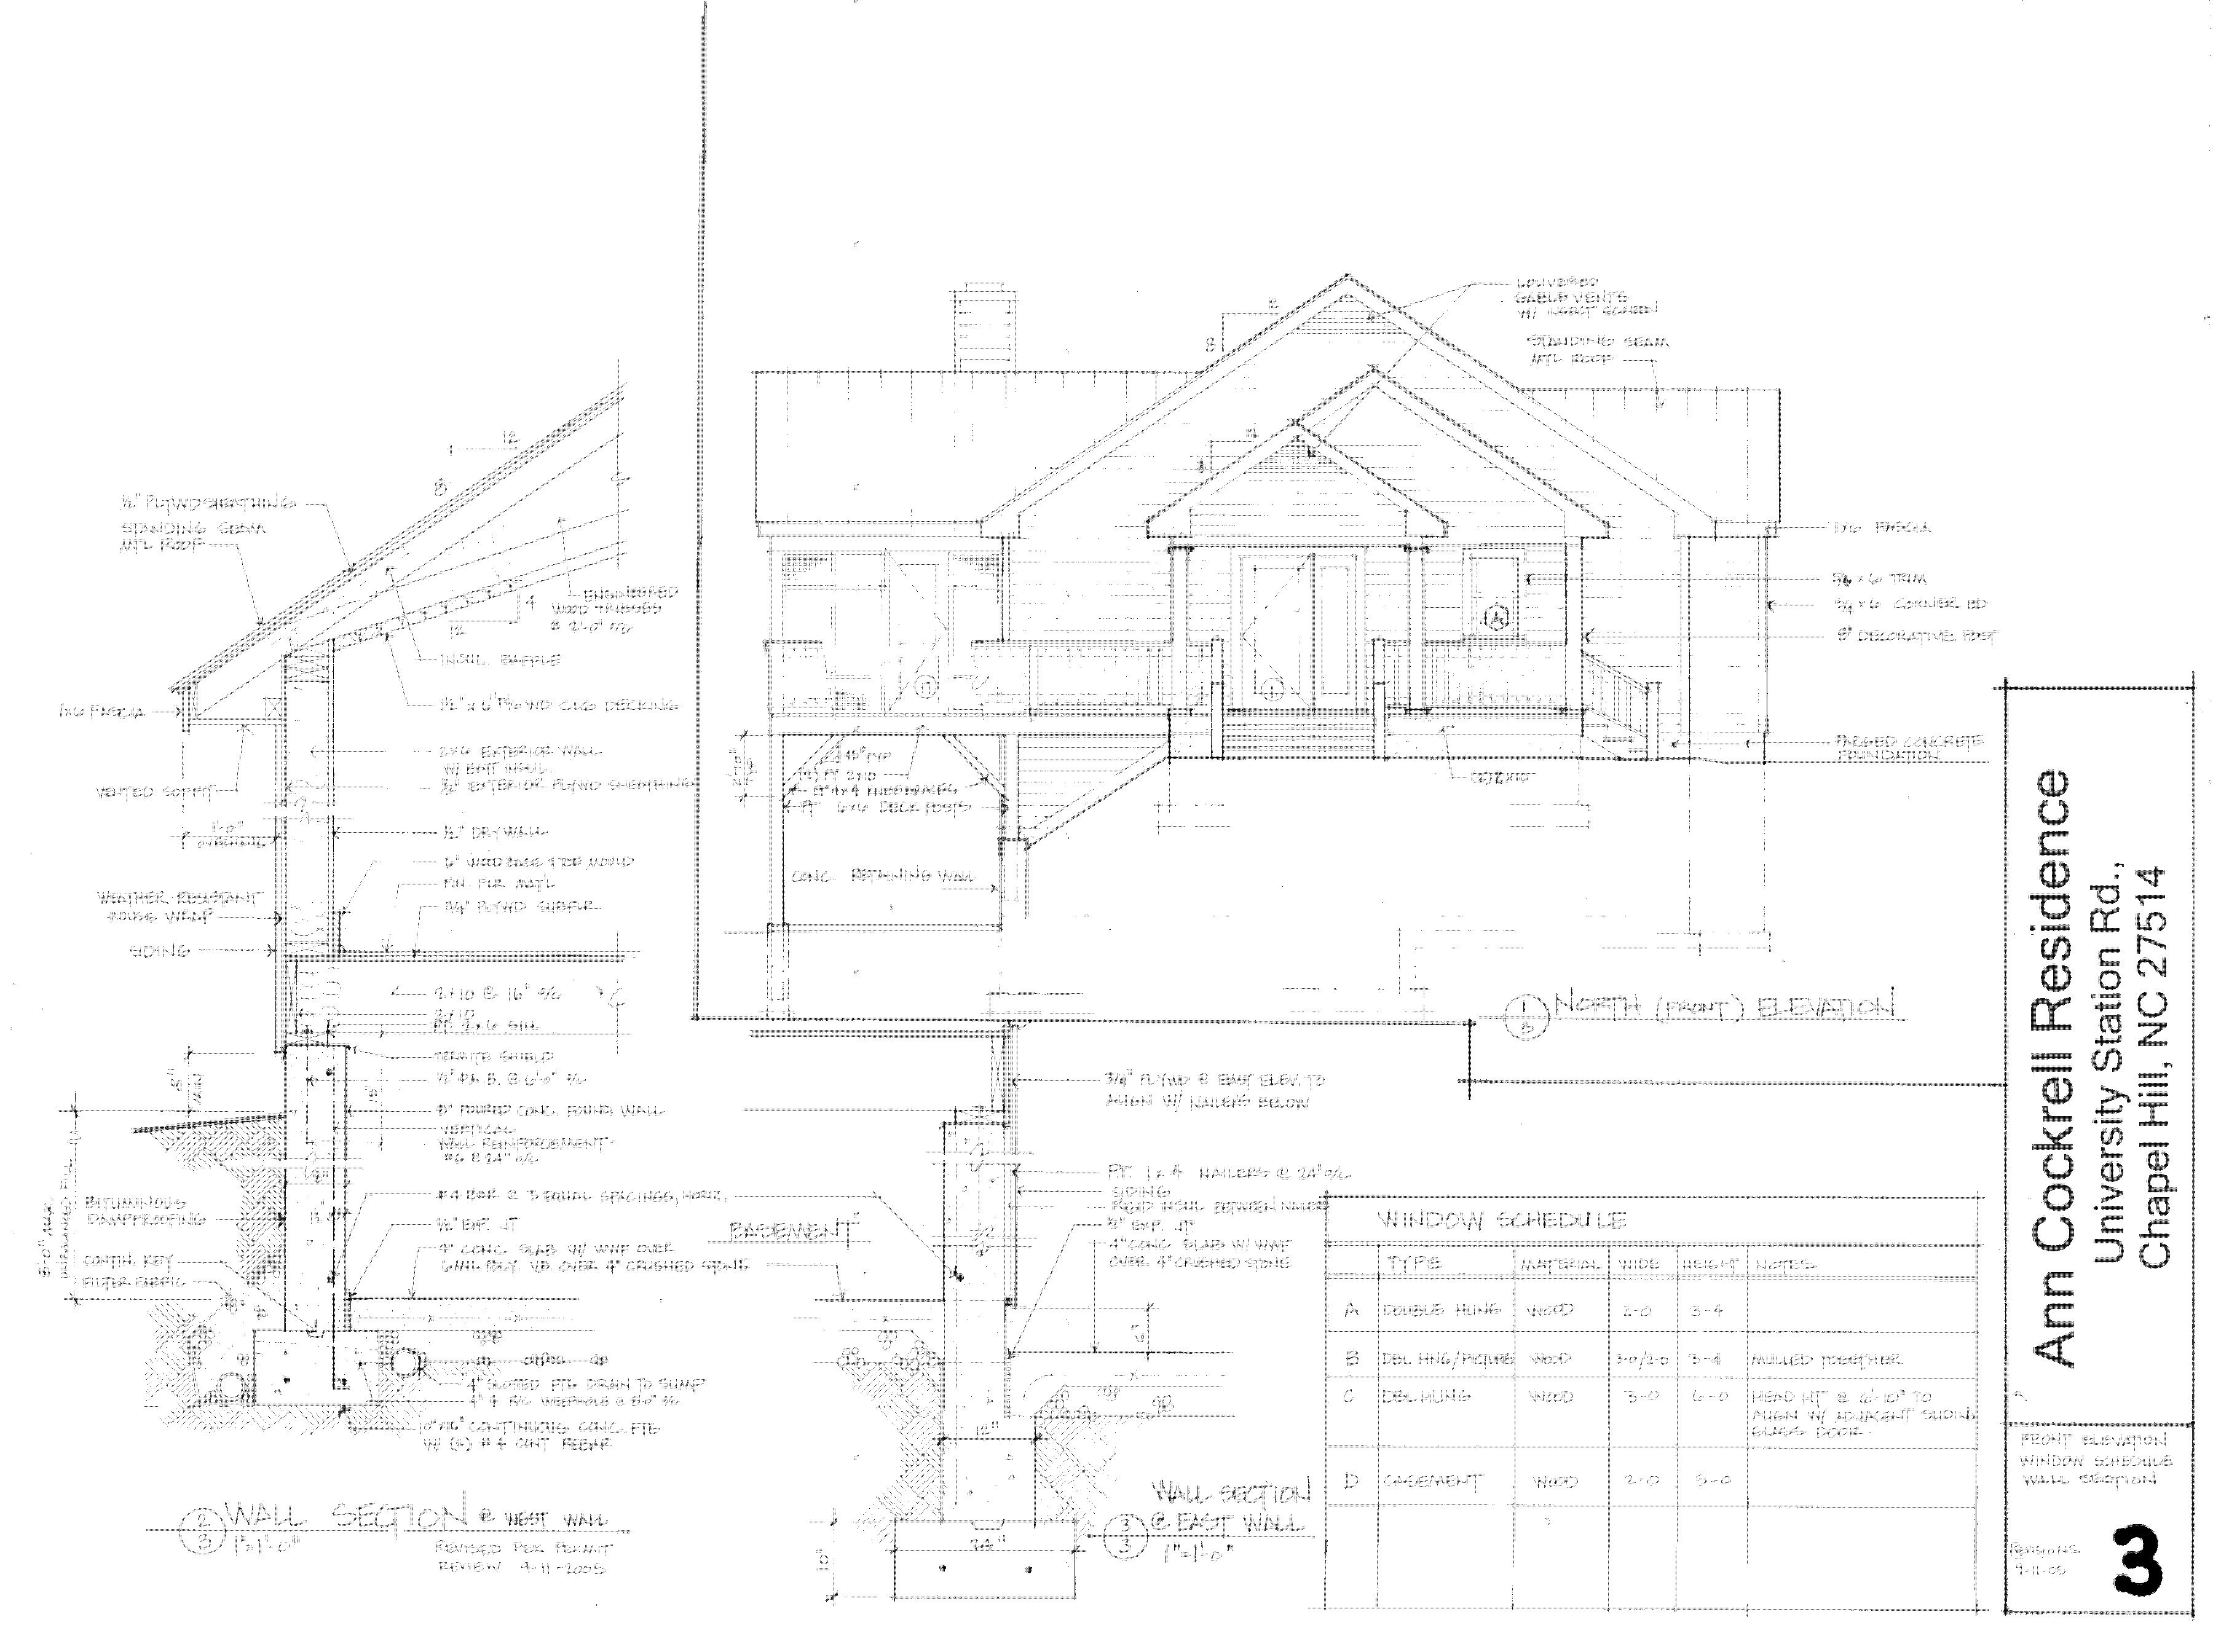 LOUVERED
GABLE VENTS
W/ INSECT SCREEN
STANDING SEAM
MTL ROOF
12
8
12
8
1X6 FASCIA
5/4 x 6 TRIM
5/4 x 6 CORNER BD
8" DECORATIVE POST
PARGED CONCRETE
FOUNDATION
A
17
1
2'-10"
TYP
45° TYP
(2) PT 2x10
PT 4x4 KNEEBRACES
PT 6x6 DECK POSTS
(2) 2x10
CONC. RETAINING WALL
1
3
NORTH (FRONT) ELEVATION
12
8
1/2" PLYWD SHEATHING
STANDING SEAM
MTL ROOF
ENGINEERED
WOOD TRUSSES
@ 2'-0" o/c
4
12
INSUL. BAFFLE
1x6 FASCIA
1 1/2" x 6" T&G WD CLG DECKING
2x6 EXTERIOR WALL
W/ BATT INSUL.
1/2" EXTERIOR PLYWD SHEATHING
VENTED SOFFIT
1'-0"
OVERHANG
1/2" DRYWALL
6" WOOD BASE & TOE MOULD
FIN. FLR MAT'L
3/4" PLYWD SUBFLR
WEATHER RESISTANT
HOUSE WRAP
SIDING
2x10 @ 16" o/c
2x10
PT. 2x6 SILL
TERMITE SHIELD
8"
MIN
18"
8" POURED CONC. FOUND. WALL
VERTICAL
WALL REINFORCEMENT-
#6 @ 24" o/c
8'-0" MAX.
UNBALANCED FILL
8"
1 1/2"
#4 BAR @ 3 EQUAL SPACINGS, HORIZ.
BITUMINOUS
DAMPPROOFING
1/2" EXP. JT
4" CONC SLAB W/ WWF OVER
6 MIL POLY. V.B. OVER 4" CRUSHED STONE
CONTIN. KEY
FILTER FABRIC
4" SLOTTED FTG DRAIN TO SUMP
10"x16" CONTINUOUS CONC. FTG
W/ (2) #4 CONT REBAR
2
3
WALL SECTION @ WEST WALL
1"=1'-0"
REVISED PER PERMIT
REVIEW 9-11-2005
3/4" PLYWD @ EAST ELEV. TO
ALIGN W/ NAILERS BELOW
P.T. 1x4 NAILERS @ 24" o/c
SIDING
RIGID INSUL BETWEEN NAILERS
1/2" EXP. JT.
4" CONC SLAB W/ WWF
OVER 4" CRUSHED STONE
BASEMENT
6"
12"
24"
10"
3
3
WALL SECTION
@ EAST WALL
1"=1'-0"
WINDOW SCHEDULE
TYPE MATERIAL WIDE HEIGHT NOTES
A DOUBLE HUNG WOOD 2-0 3-4
B DBL HNG/PICTURE WOOD 3-0/2-0 3-4 MULLED TOGETHER
C DBL HUNG WOOD 3-0 6-0 HEAD HT @ 6'-10" TO
ALIGN W/ ADJACENT SLIDING
GLASS DOOR.
D CASEMENT WOOD 2-0 5-0
Ann Cockrell Residence
University Station Rd.,
Chapel Hill, NC 27514
FRONT ELEVATION
WINDOW SCHEDULE
WALL SECTION
REVISIONS
9-11-05
3